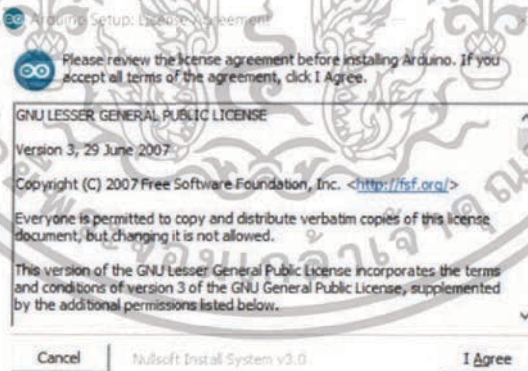 Arduino Setup: License Agreement
Please review the license agreement before installing Arduino. If you
accept all terms of the agreement, click I Agree.
GNU LESSER GENERAL PUBLIC LICENSE
Version 3, 29 June 2007
Copyright (C) 2007 Free Software Foundation, Inc. <http://fsf.org/>
Everyone is permitted to copy and distribute verbatim copies of this license
document, but changing it is not allowed.
This version of the GNU Lesser General Public License incorporates the terms
and conditions of version 3 of the GNU General Public License, supplemented
by the additional permissions listed below.
Cancel
Nullsoft Install System v3.0
I Agree